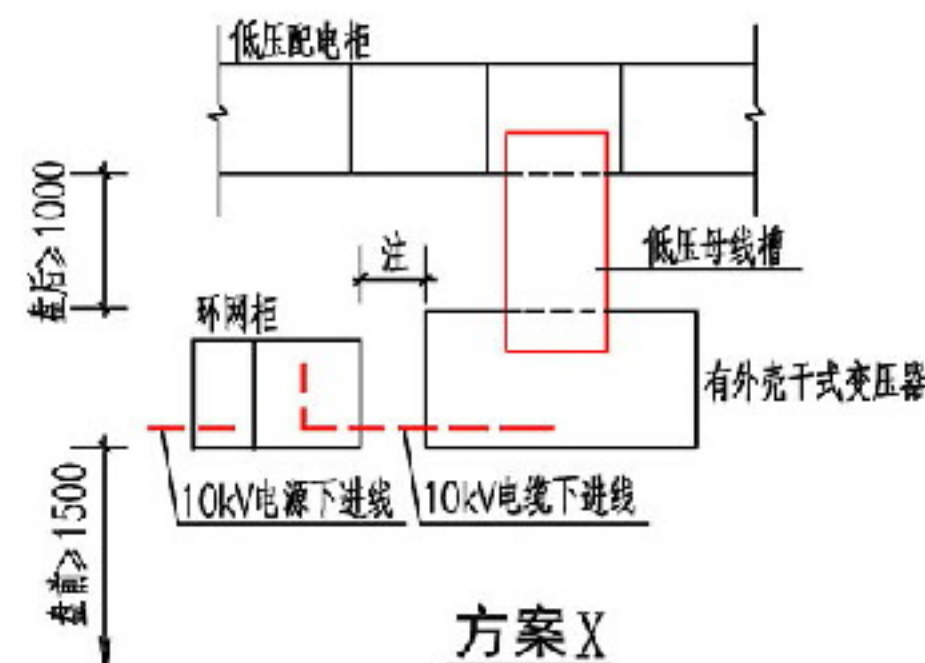 低压配电柜
盘后≥1000
注
低压母线槽
环网柜
有外壳干式变压器
10kV电源下进线
10kV电缆下进线
盘前≥1500
方案X